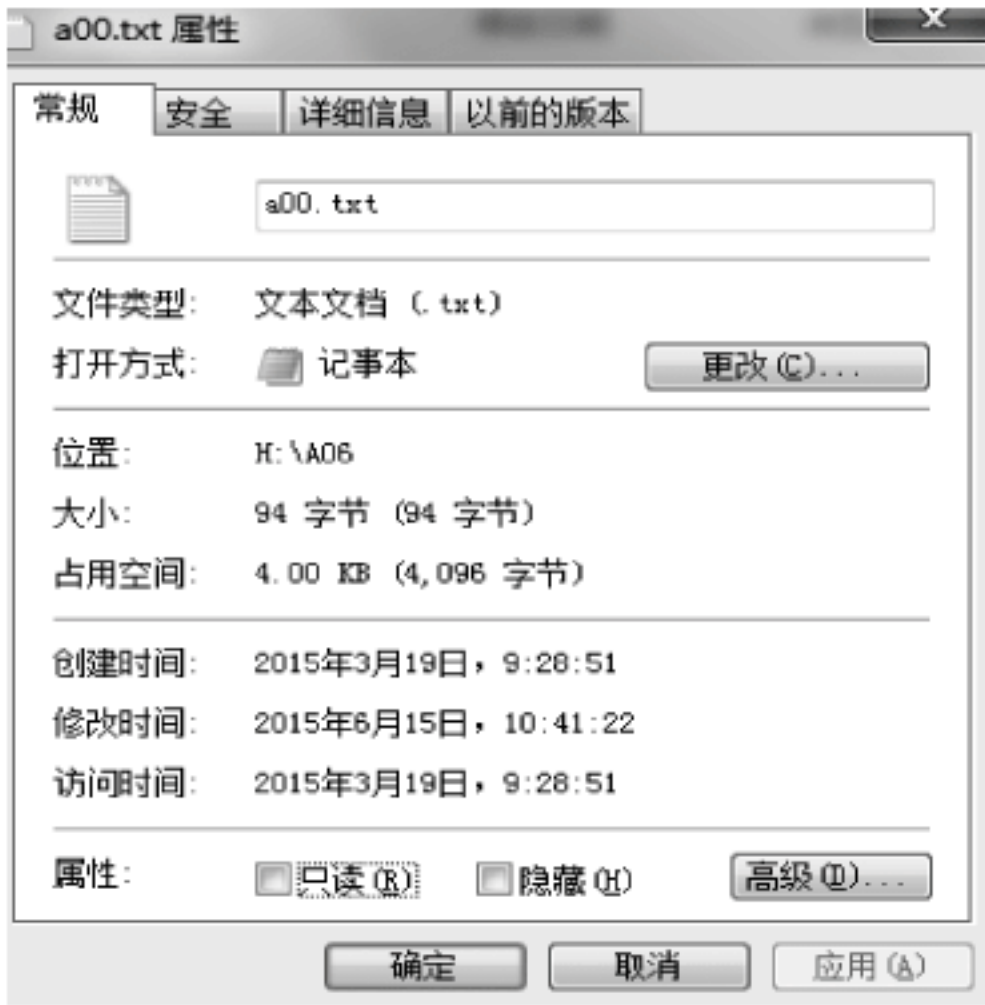 a00.txt 属性
常规 安全 详细信息 以前的版本
a00.txt
文件类型: 文本文档 (.txt)
打开方式: 记事本 更改(C)...
位置: H:\A06
大小: 94 字节 (94 字节)
占用空间: 4.00 KB (4,096 字节)
创建时间: 2015年3月19日，9:28:51
修改时间: 2015年6月15日，10:41:22
访问时间: 2015年3月19日，9:28:51
属性: 只读(R) 隐藏(H) 高级(D)...
确定 取消 应用(A)